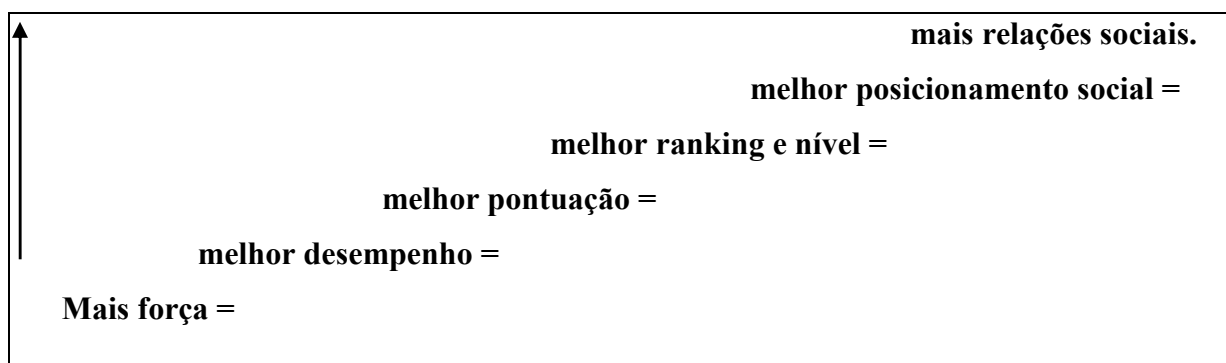 mais relações sociais.
melhor posicionamento social =
melhor ranking e nível =
melhor pontuação =
melhor desempenho =
Mais força =